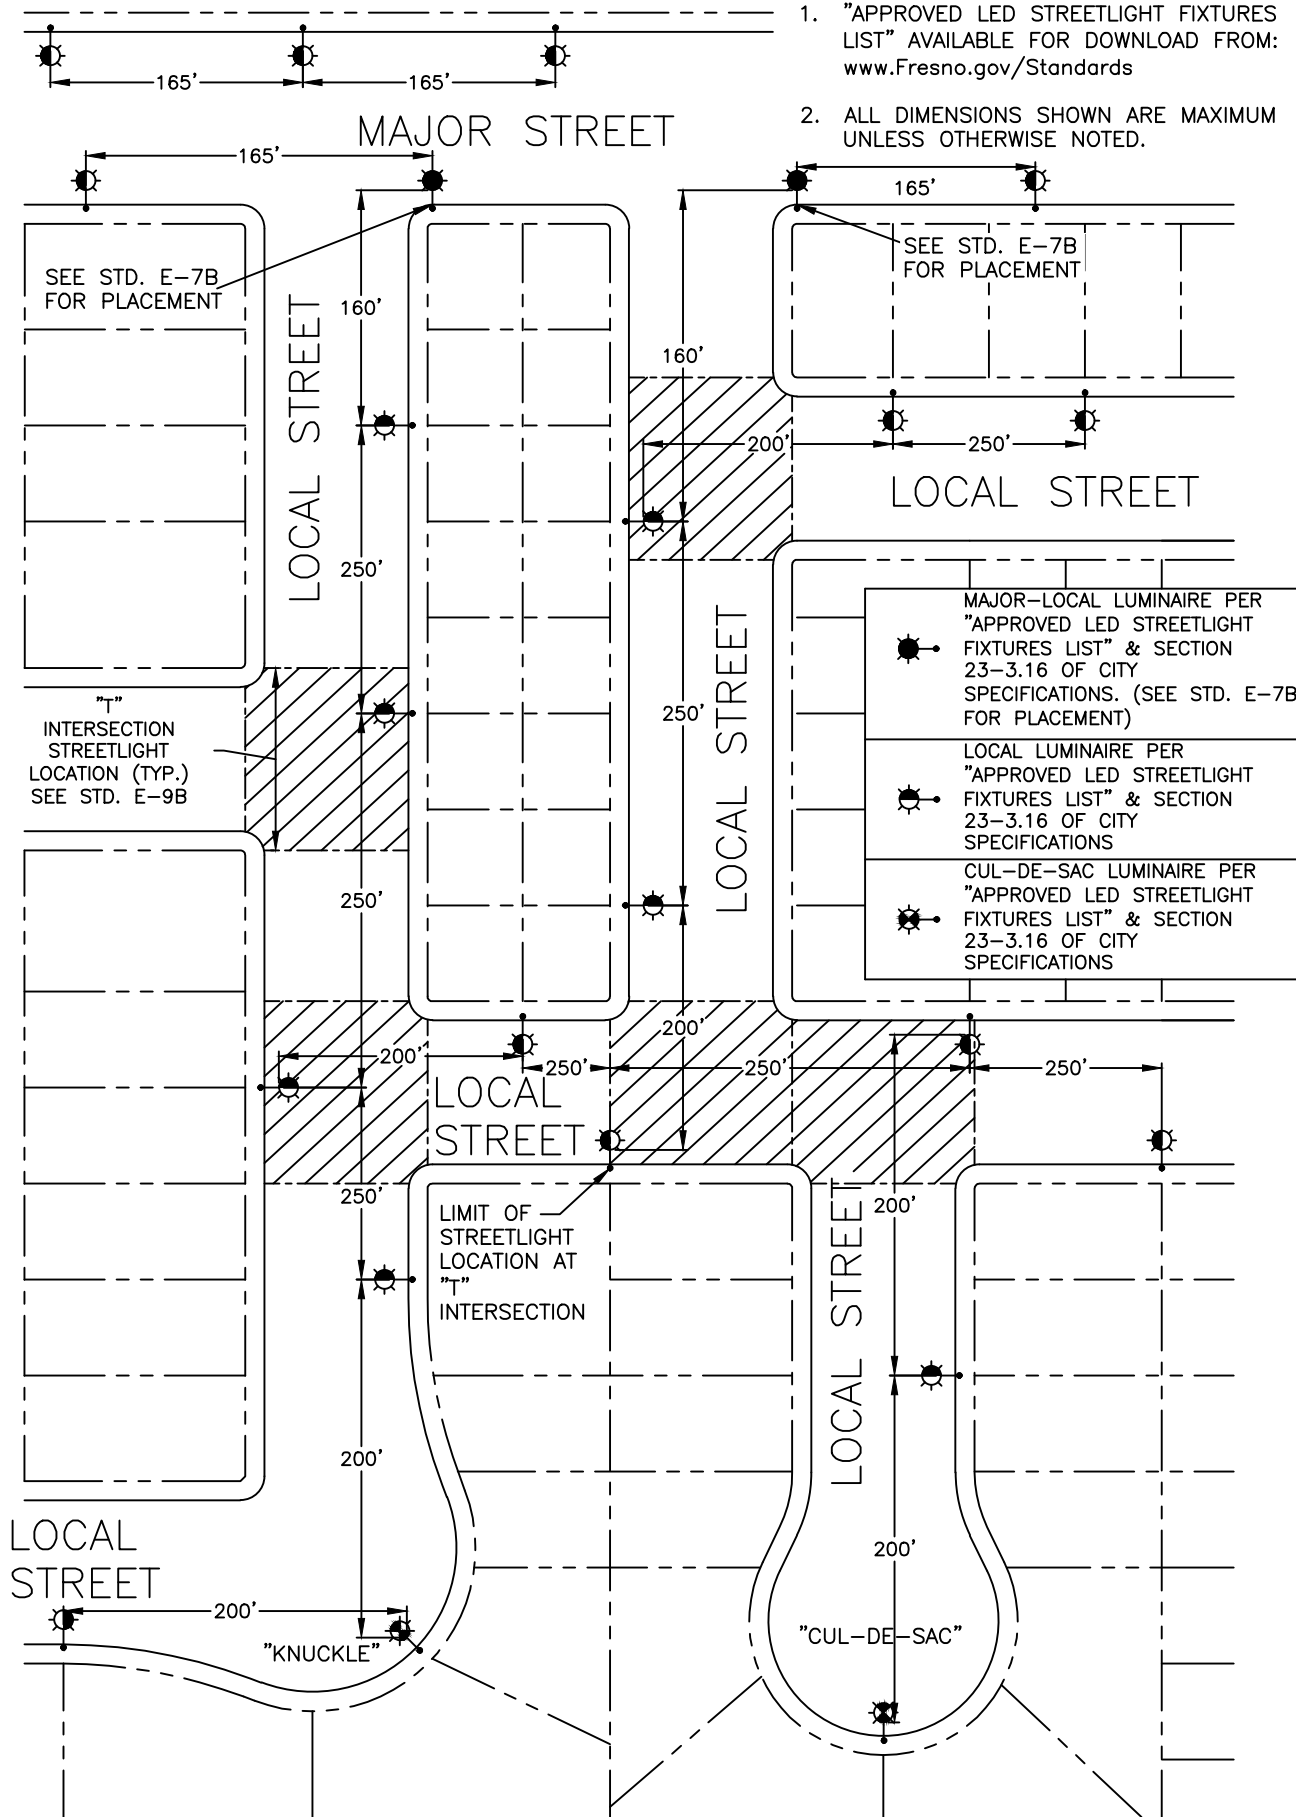 1. "APPROVED LED STREETLIGHT FIXTURES
LIST" AVAILABLE FOR DOWNLOAD FROM:
www.Fresno.gov/Standards
2. ALL DIMENSIONS SHOWN ARE MAXIMUM
UNLESS OTHERWISE NOTED.
165'
165'
MAJOR STREET
165'
165'
SEE STD. E-7B
FOR PLACEMENT
SEE STD. E-7B
FOR PLACEMENT
160'
160'
LOCAL STREET
200'
250'
LOCAL STREET
250'
MAJOR-LOCAL LUMINAIRE PER
"APPROVED LED STREETLIGHT
FIXTURES LIST" & SECTION
23-3.16 OF CITY
SPECIFICATIONS. (SEE STD. E-7B
FOR PLACEMENT)
LOCAL LUMINAIRE PER
"APPROVED LED STREETLIGHT
FIXTURES LIST" & SECTION
23-3.16 OF CITY
SPECIFICATIONS
CUL-DE-SAC LUMINAIRE PER
"APPROVED LED STREETLIGHT
FIXTURES LIST" & SECTION
23-3.16 OF CITY
SPECIFICATIONS
"T"
INTERSECTION
STREETLIGHT
LOCATION (TYP.)
SEE STD. E-9B
250'
LOCAL STREET
250'
200'
200'
250'
250'
250'
LOCAL
STREET
250'
LIMIT OF
STREETLIGHT
LOCATION AT
"T"
INTERSECTION
200'
LOCAL STREET
200'
200'
LOCAL
STREET
200'
"KNUCKLE"
"CUL-DE-SAC"